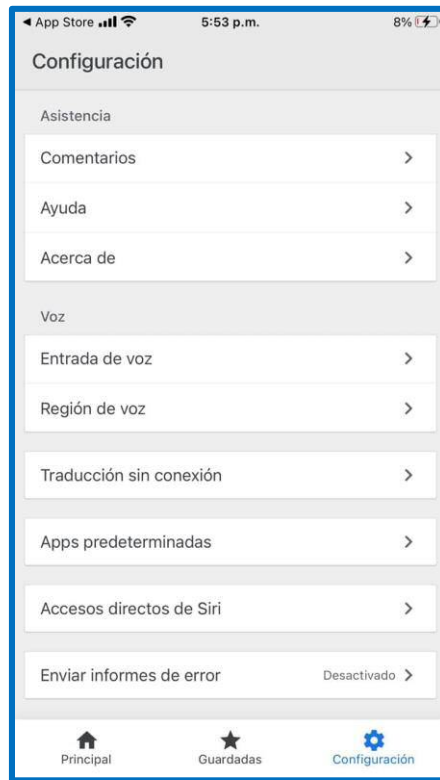 App Store 5:53 p.m. 8%
Configuración
Asistencia
Comentarios
Ayuda
Acerca de
Voz
Entrada de voz
Región de voz
Traducción sin conexión
Apps predeterminadas
Accesos directos de Siri
Enviar informes de error Desactivado
Principal Guardadas Configuración